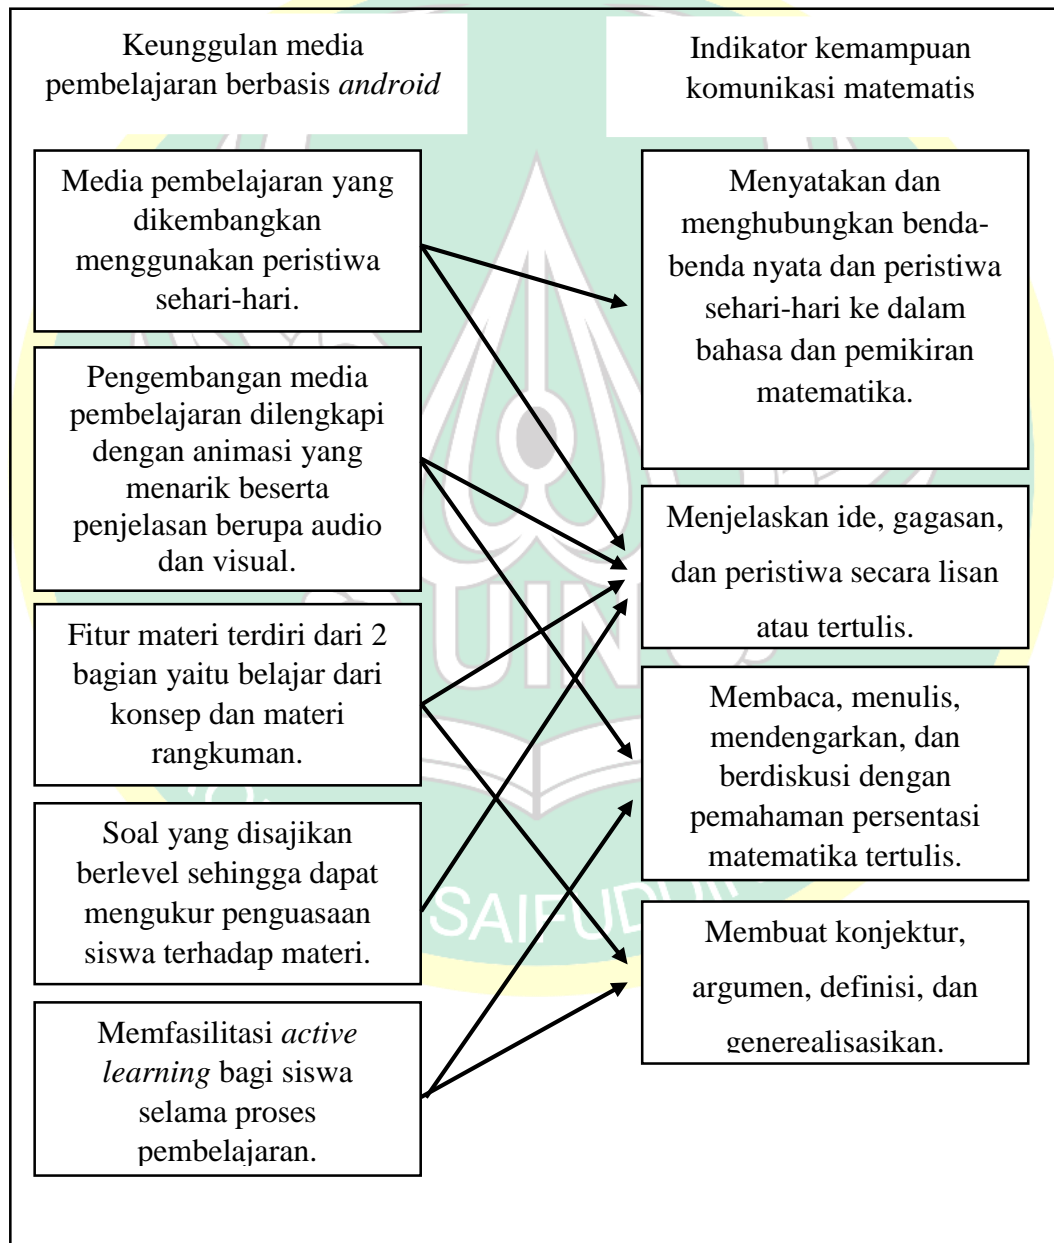 Keunggulan media
pembelajaran berbasis android
Indikator kemampuan
komunikasi matematis
Media pembelajaran yang
dikembangkan
menggunakan peristiwa
sehari-hari.
Pengembangan media
pembelajaran dilengkapi
dengan animasi yang
menarik beserta
penjelasan berupa audio
dan visual.
Fitur materi terdiri dari 2
bagian yaitu belajar dari
konsep dan materi
rangkuman.
Soal yang disajikan
berlevel sehingga dapat
mengukur penguasaan
siswa terhadap materi.
Memfasilitasi active
learning bagi siswa
selama proses
pembelajaran.
Menyatakan dan
menghubungkan benda-
benda nyata dan peristiwa
sehari-hari ke dalam
bahasa dan pemikiran
matematika.
Menjelaskan ide, gagasan,
dan peristiwa secara lisan
atau tertulis.
Membaca, menulis,
mendengarkan, dan
berdiskusi dengan
pemahaman persentasi
matematika tertulis.
Membuat konjektur,
argumen, definisi, dan
generealisasikan.
UIN
SAIFUDDIN